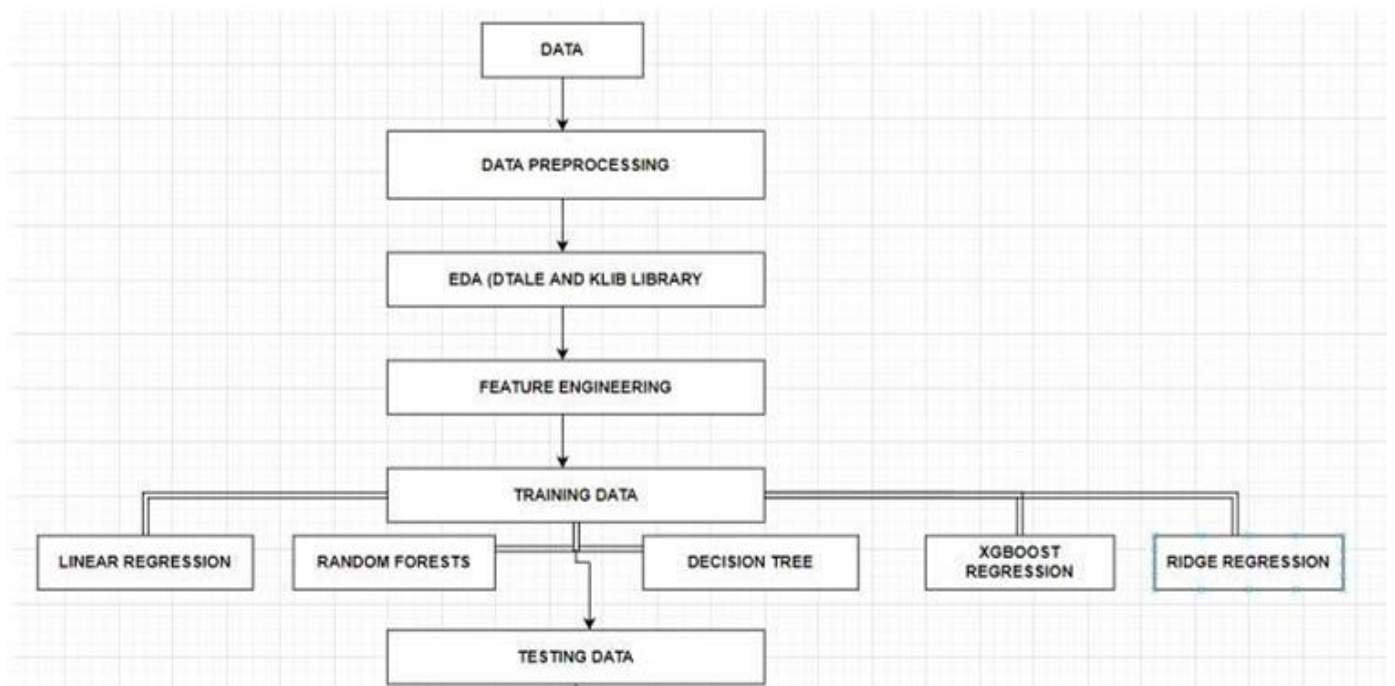 DATA
DATA PREPROCESSING
EDA (DTALE AND KLIB LIBRARY
FEATURE ENGINEERING
TRAINING DATA
LINEAR REGRESSION
RANDOM FORESTS
DECISION TREE
XGBOOST
REGRESSION
RIDGE REGRESSION
TESTING DATA